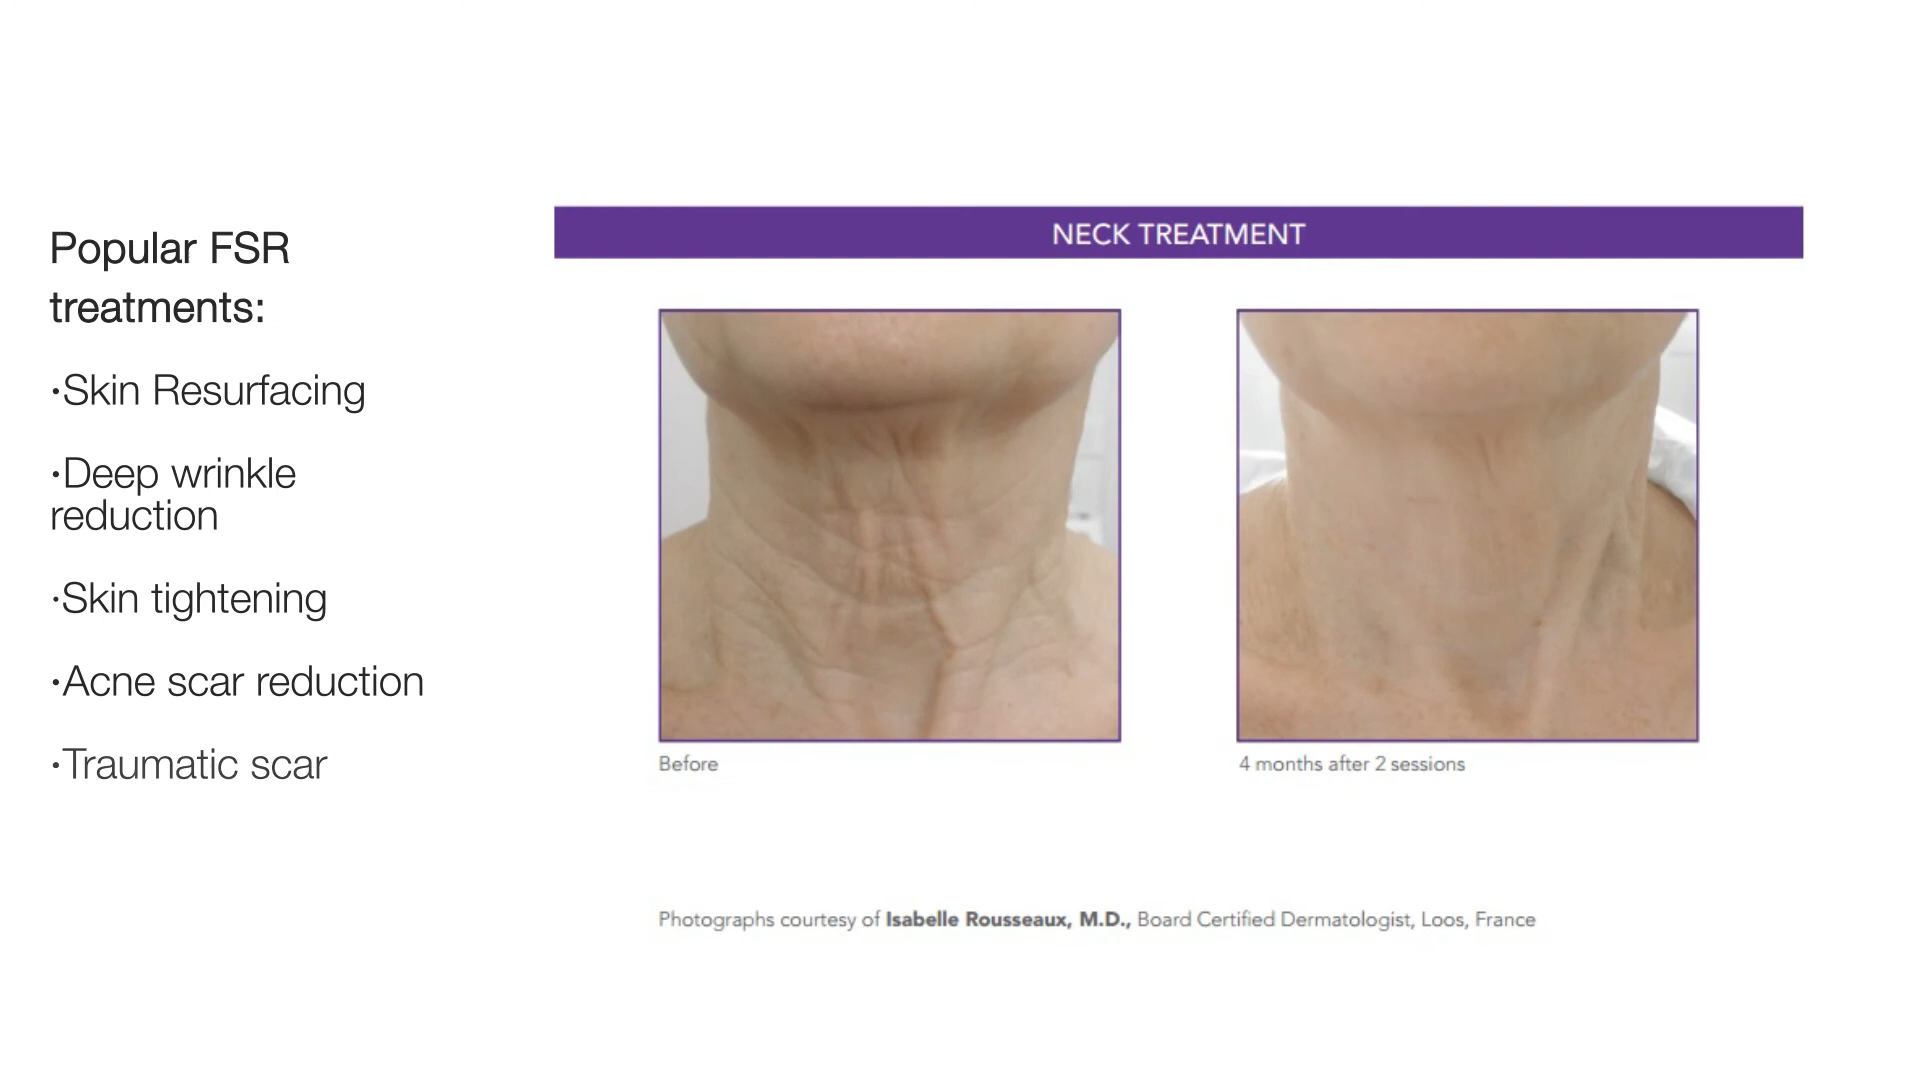 Popular FSR
treatments:
·Skin Resurfacing
·Deep wrinkle
reduction
·Skin tightening
·Acne scar reduction
·Traumatic scar
NECK TREATMENT
Before
4 months after 2 sessions
Photographs courtesy of Isabelle Rousseaux, M.D., Board Certified Dermatologist, Loos, France